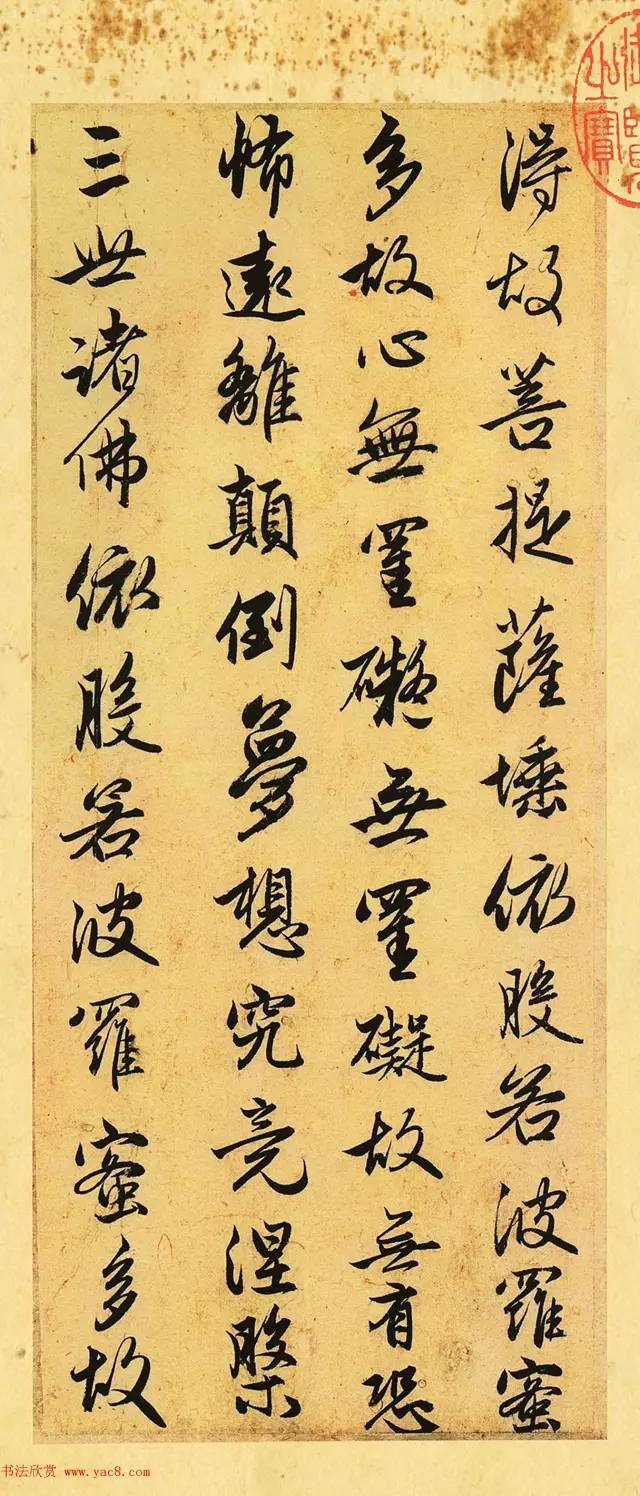 得故菩提薩埵依般若波羅蜜
多故心無罣礙無罣礙故無有恐
怖遠離顛倒夢想究竟涅槃
三世諸佛依般若波羅蜜多故
之寶
书法欣赏 www.yac8.com